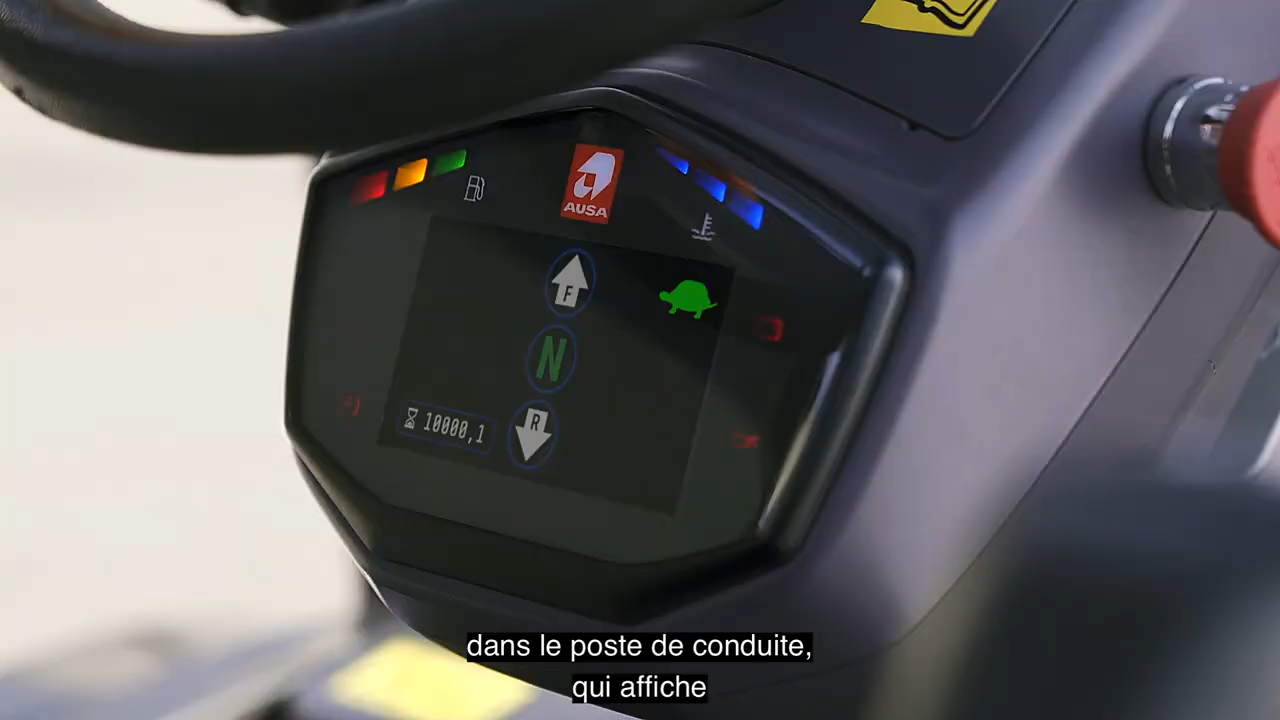 AUSA
F
N
10000,1
R
dans le poste de conduite,
qui affiche